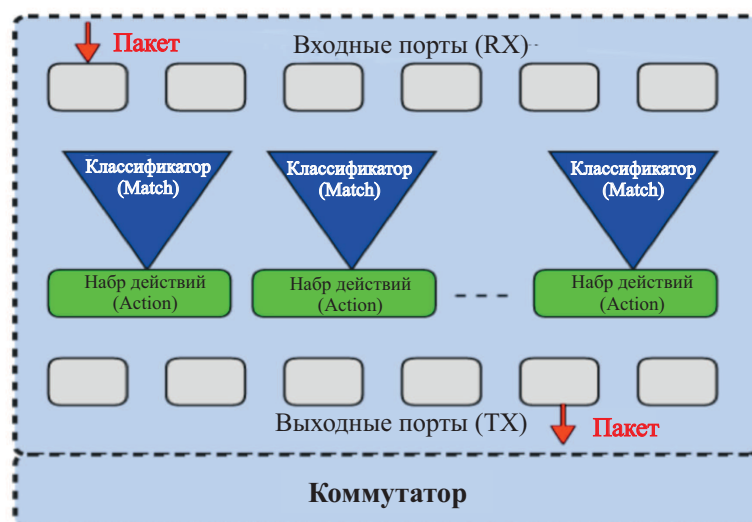 Пакет
Входные порты (RX)
Классификатор
(Match)
Классификатор
(Match)
Классификатор
(Match)
Набр действий
(Action)
Набр действий
(Action)
Набр действий
(Action)
Выходные порты (TX)
Пакет
Коммутатор